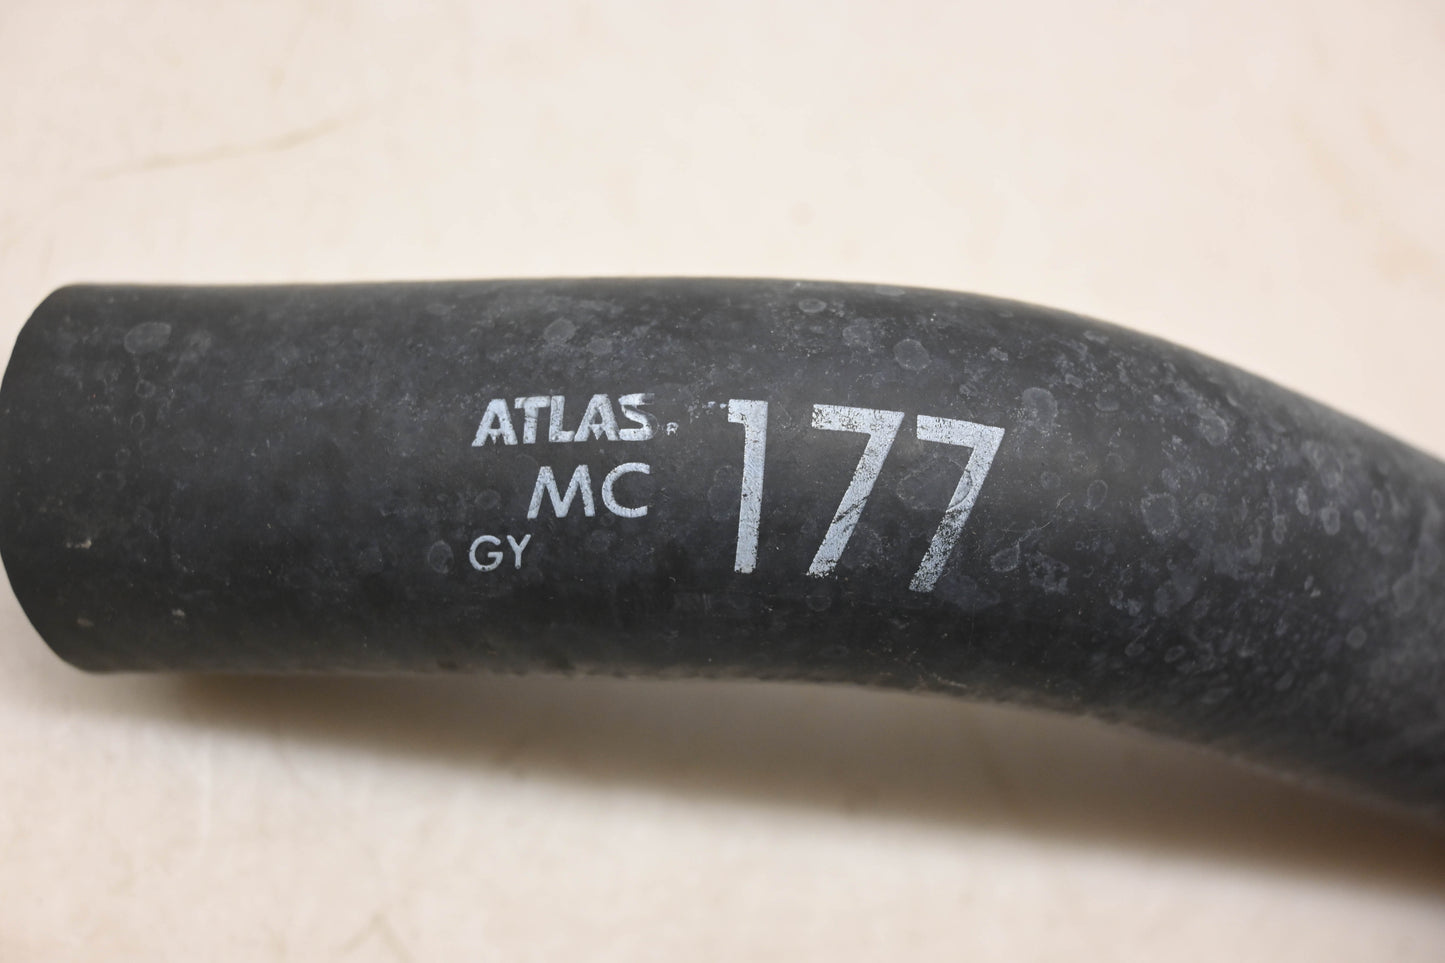 ATLAS R
MC 177
GY